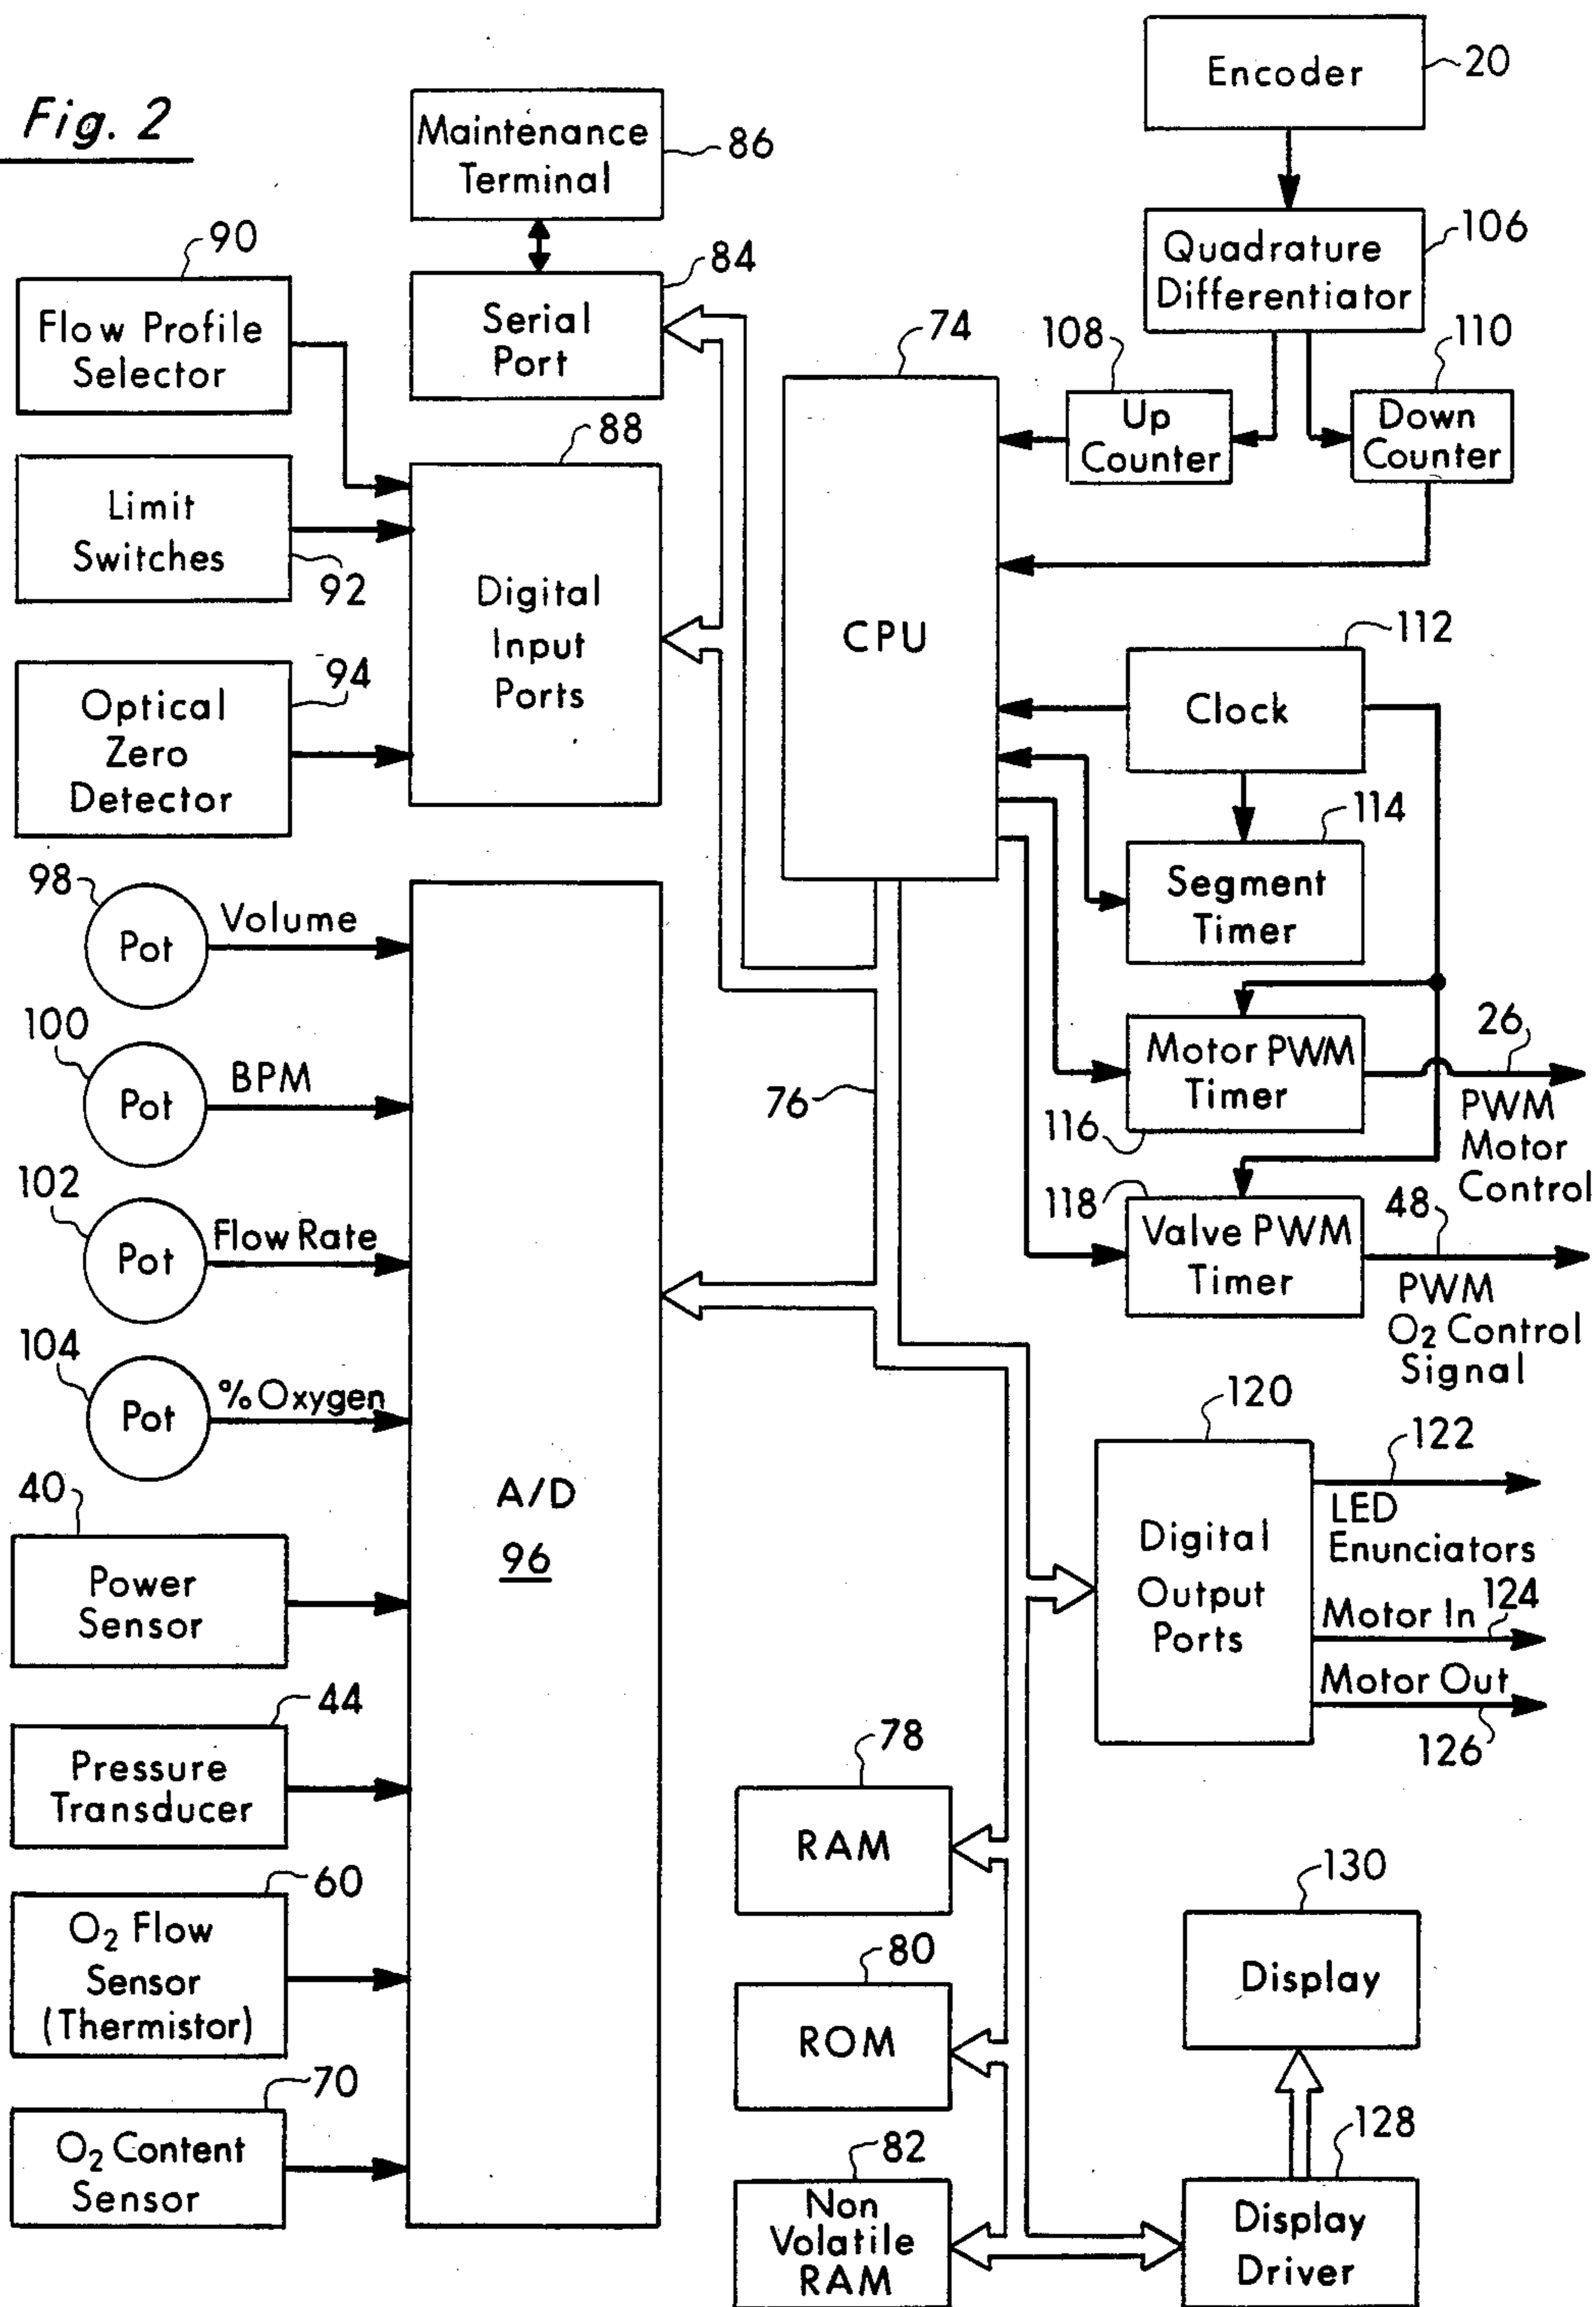 Fig. 2
Encoder
20
Maintenance
Terminal
86
Quadrature
Differentiator
106
90
Flow Profile
Selector
84
Serial
Port
74
108
Up
Counter
110
Down
Counter
88
Limit
Switches
92
Digital
Input
Ports
CPU
112
Clock
94
Optical
Zero
Detector
114
Segment
Timer
98
Pot
Volume
100
Pot
BPM
76
Motor PWM
Timer
116
26
PWM
Motor
Control
102
Pot
Flow Rate
118
Valve PWM
Timer
48
PWM
O₂ Control
Signal
104
Pot
% Oxygen
A/D
96
120
Digital
Output
Ports
122
LED
Enunciators
Motor In
124
Motor Out
126
40
Power
Sensor
44
Pressure
Transducer
78
RAM
60
O₂ Flow
Sensor
(Thermistor)
80
ROM
130
Display
70
O₂ Content
Sensor
82
Non
Volatile
RAM
128
Display
Driver